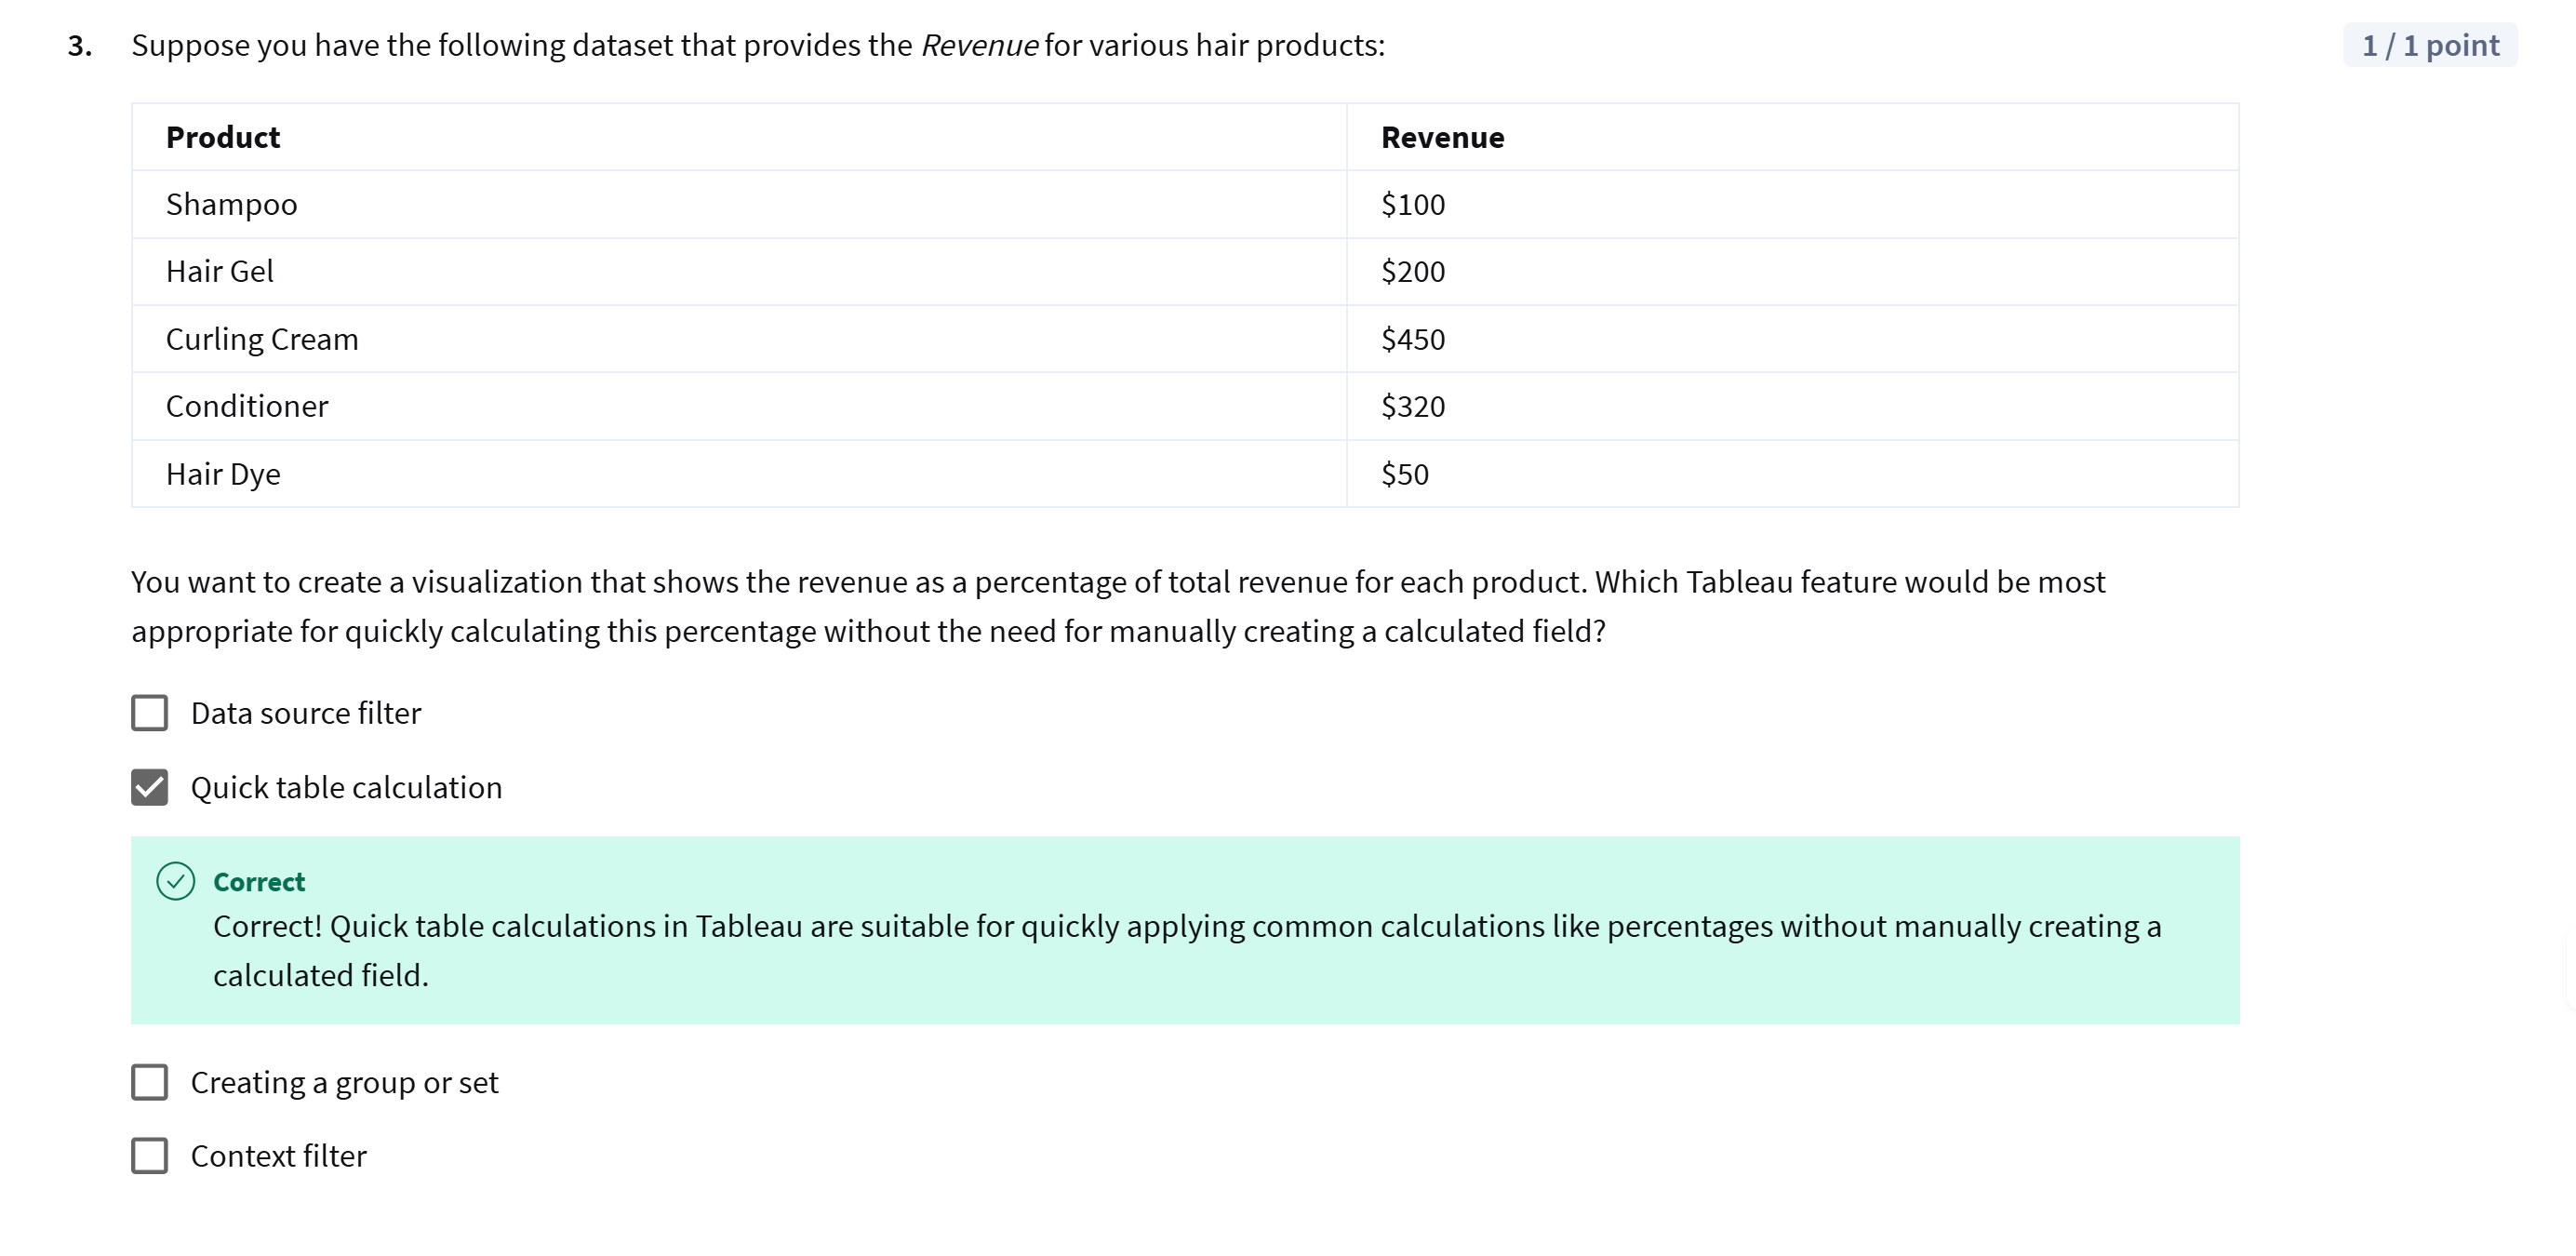 3. Suppose you have the following dataset that provides the Revenue for various hair products: 1 / 1 point
Product Revenue
Shampoo $100
Hair Gel $200
Curling Cream $450
Conditioner $320
Hair Dye $50
You want to create a visualization that shows the revenue as a percentage of total revenue for each product. Which Tableau feature would be most
appropriate for quickly calculating this percentage without the need for manually creating a calculated field?
Data source filter
Quick table calculation
Correct
Correct! Quick table calculations in Tableau are suitable for quickly applying common calculations like percentages without manually creating a
calculated field.
Creating a group or set
Context filter